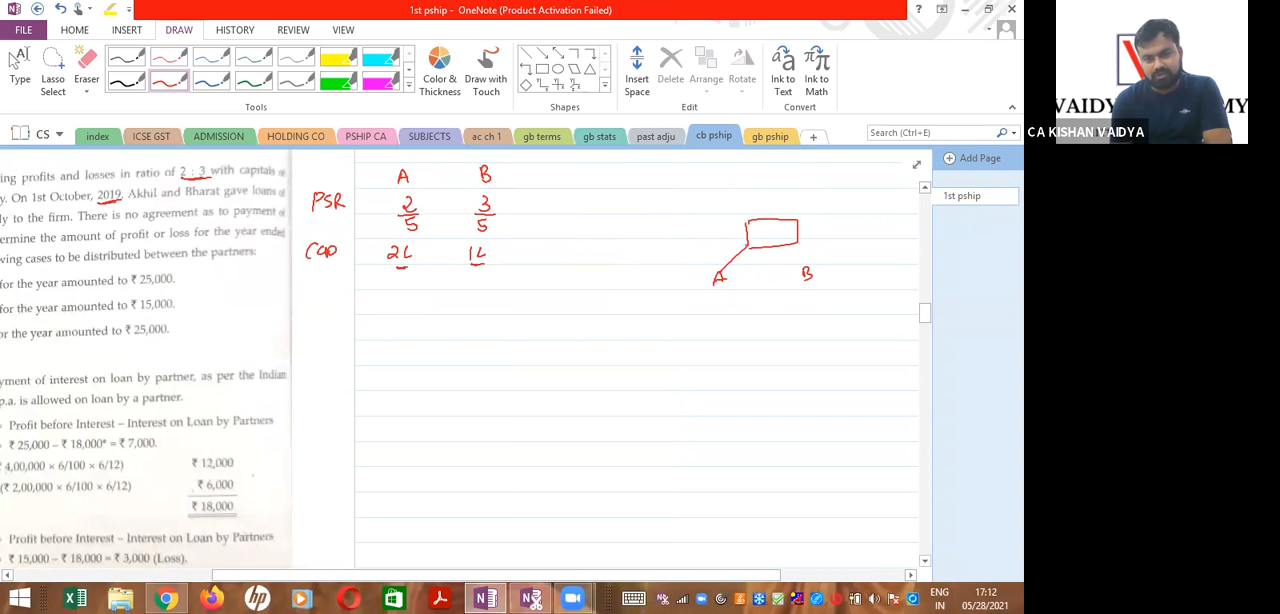 1st pship - OneNote (Product Activation Failed)
FILE HOME INSERT DRAW HISTORY REVIEW VIEW
Type Lasso Select Eraser Color & Thickness Draw with Touch Insert Space Delete Arrange Rotate Ink to Text Ink to Math
Tools Shapes Edit Convert
CS index ICSE GST ADMISSION HOLDING CO PSHIP CA SUBJECTS ac ch 1 gb terms gb stats past adju cb pship gb pship Search (Ctrl+E)
CA KISHAN VAIDYA
Add Page
1st pship
ing profits and losses in ratio of 2 : 3 with capitals
y. On 1st October, 2019, Akhil and Bharat gave loans
ly to the firm. There is no agreement as to payment
ermine the amount of profit or loss for the year ended
wing cases to be distributed between the partners:
for the year amounted to ₹ 25,000.
for the year amounted to ₹ 15,000.
or the year amounted to ₹ 25,000.
yment of interest on loan by partner, as per the Indian
p.a. is allowed on loan by a partner.
Profit before Interest – Interest on Loan by Partners
₹ 25,000 – ₹ 18,000* = ₹ 7,000.
4,00,000 × 6/100 × 6/12) ₹ 12,000
(₹ 2,00,000 × 6/100 × 6/12) ₹ 6,000
₹ 18,000
Profit before Interest – Interest on Loan by Partners
₹ 15,000 – ₹ 18,000 = ₹ 3,000 (Loss).
A B
PSR 2/5 3/5
Cap 2L 1L
A B
ENG 17:12
IN 05/28/2021